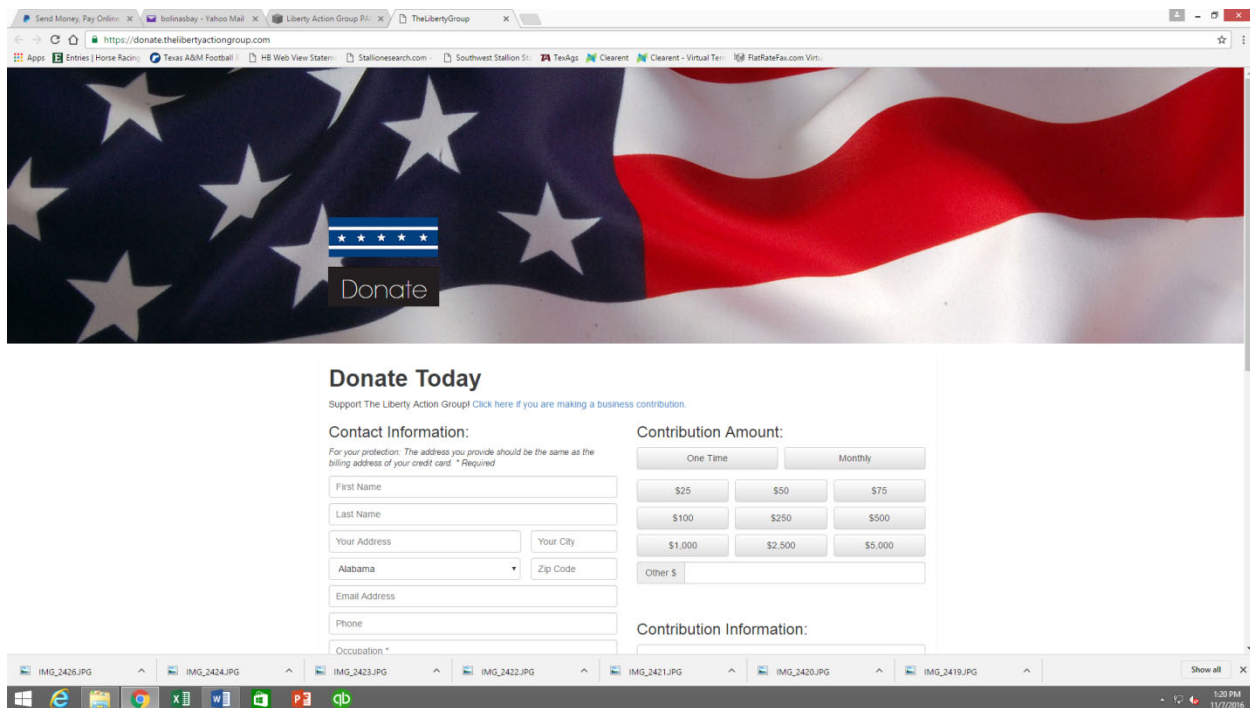 Send Money, Pay Online
bolinasbay - Yahoo Mail
Liberty Action Group PA
TheLibertyGroup
https://donate.thelibertyactiongroup.com
Apps
Entries | Horse Racing
Texas A&M Football
HB Web View Statem
Stallionesearch.com -
Southwest Stallion St
TexAgs
Clearent
Clearent - Virtual Term
FlatRateFax.com Virtu
Donate
Donate Today
Support The Liberty Action Group! Click here if you are making a business contribution.
Contact Information:
For your protection: The address you provide should be the same as the
billing address of your credit card. * Required
First Name
Last Name
Your Address
Your City
Alabama
Zip Code
Email Address
Phone
Occupation *
Contribution Amount:
One Time
Monthly
$25
$50
$75
$100
$250
$500
$1,000
$2,500
$5,000
Other $
Contribution Information:
IMG_2426.JPG
IMG_2424.JPG
IMG_2423.JPG
IMG_2422.JPG
IMG_2421.JPG
IMG_2420.JPG
IMG_2419.JPG
Show all
1:20 PM
11/7/2016